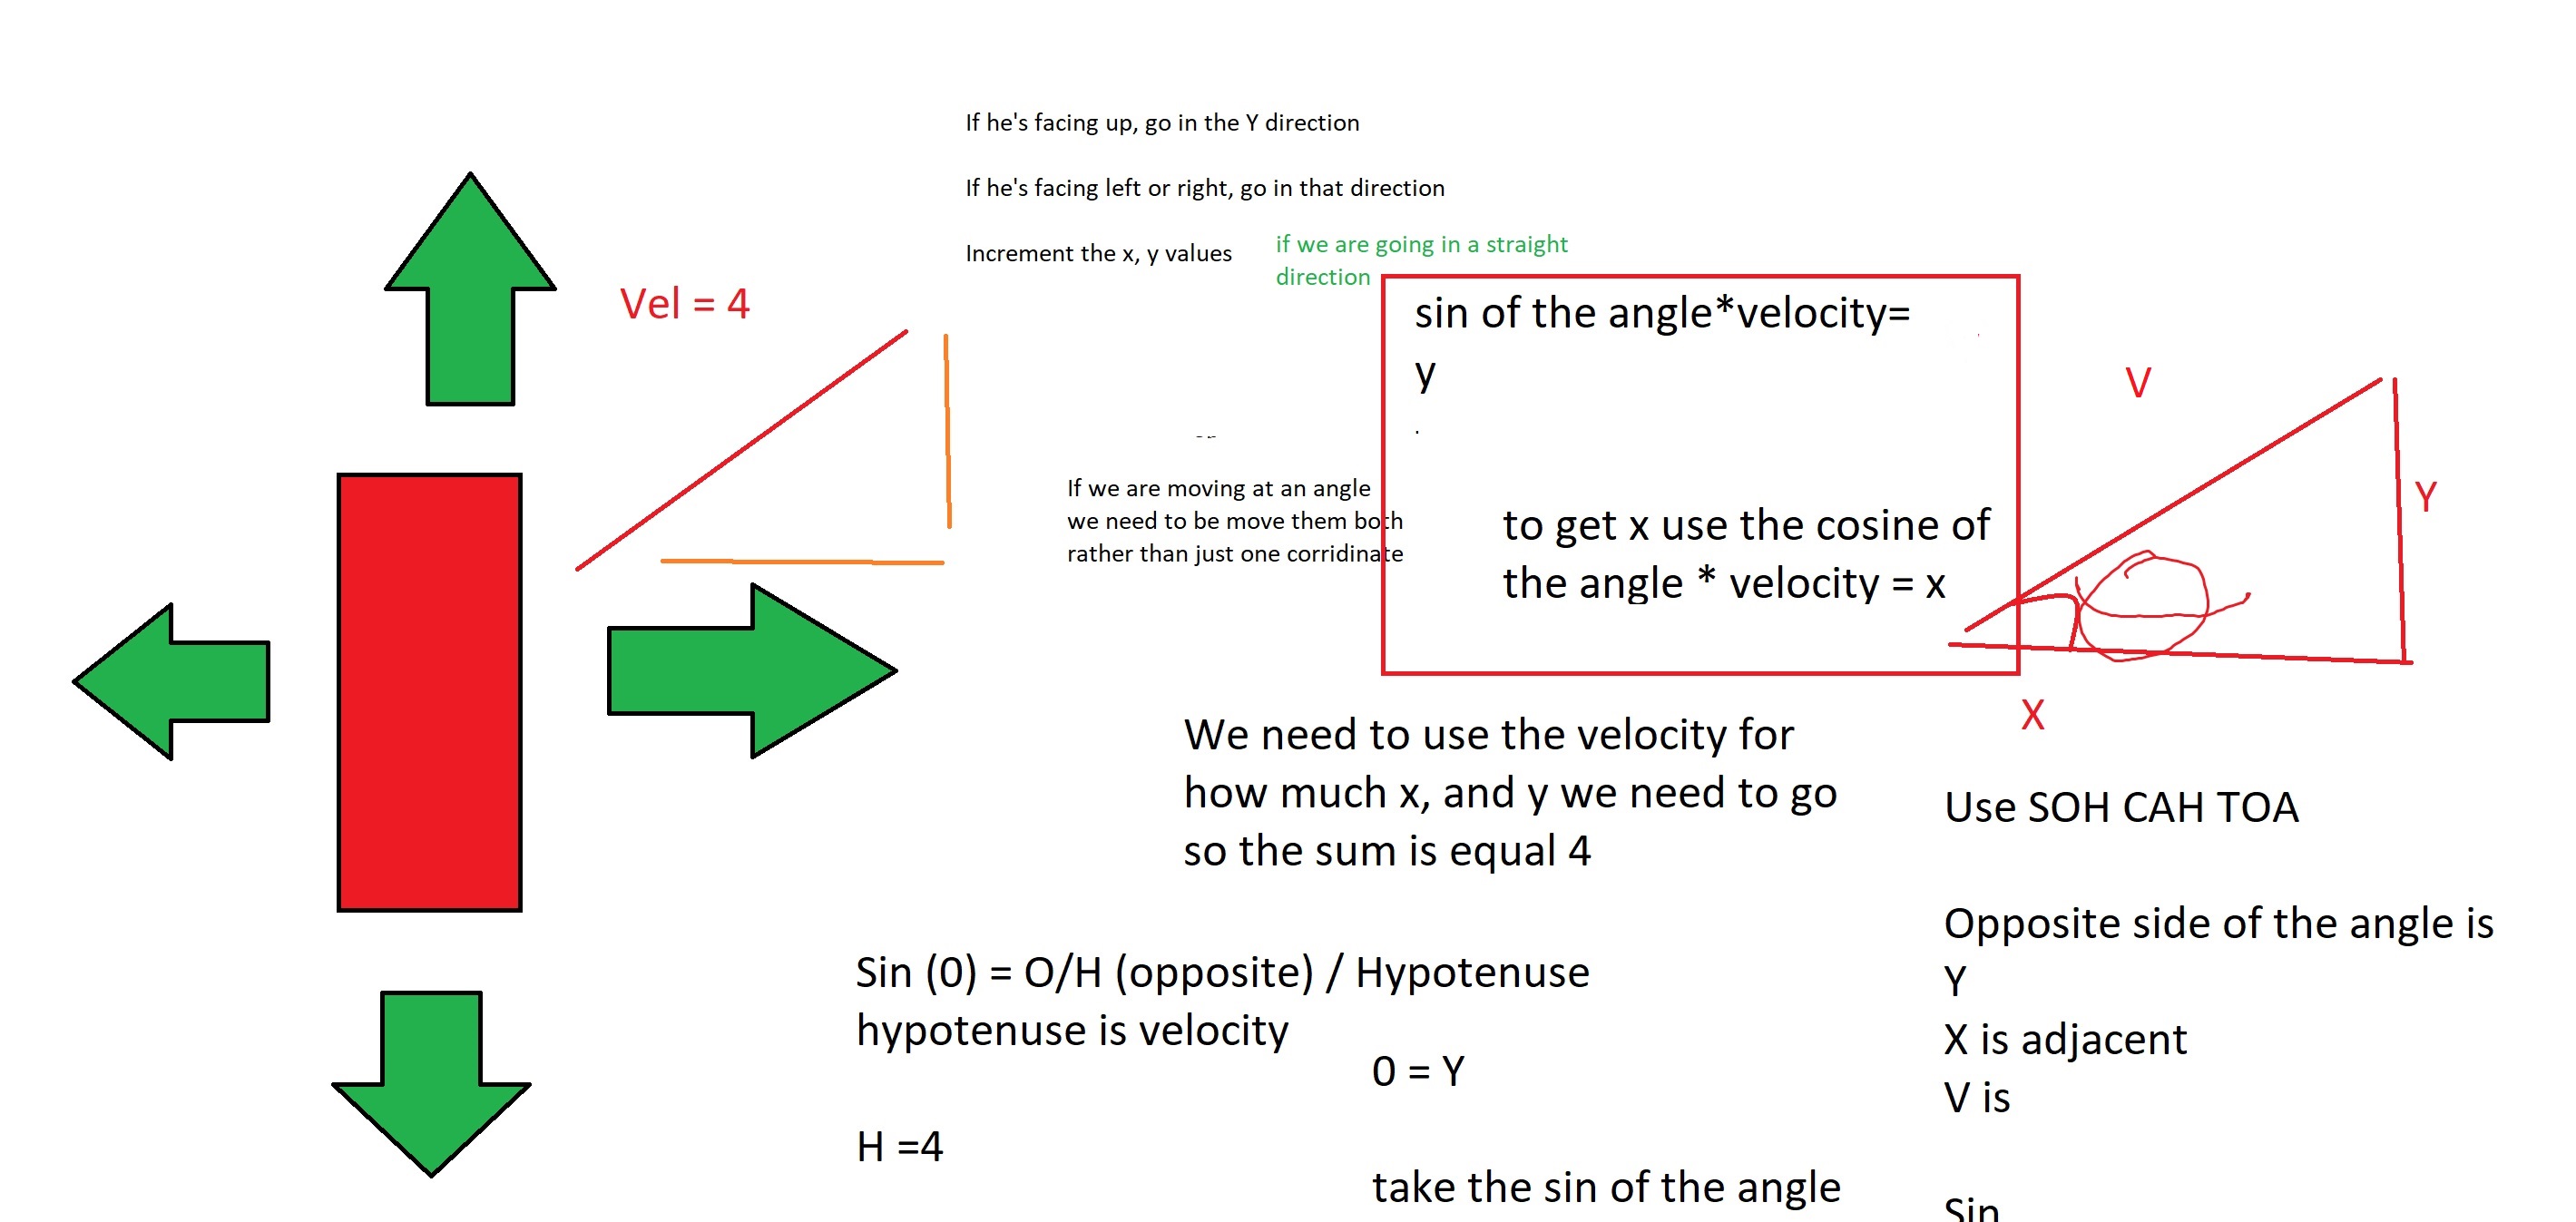 If he's facing up, go in the Y direction
If he's facing left or right, go in that direction
Increment the x, y values
if we are going in a straight
direction
Vel = 4
sin of the angle*velocity=
y
.
to get x use the cosine of
the angle * velocity = x
If we are moving at an angle
we need to be move them both
rather than just one corridinate
V
Y
X
We need to use the velocity for
how much x, and y we need to go
so the sum is equal 4
Use SOH CAH TOA
Opposite side of the angle is
Y
X is adjacent
V is
Sin
Sin (0) = O/H (opposite) / Hypotenuse
hypotenuse is velocity
H =4
0 = Y
take the sin of the angle